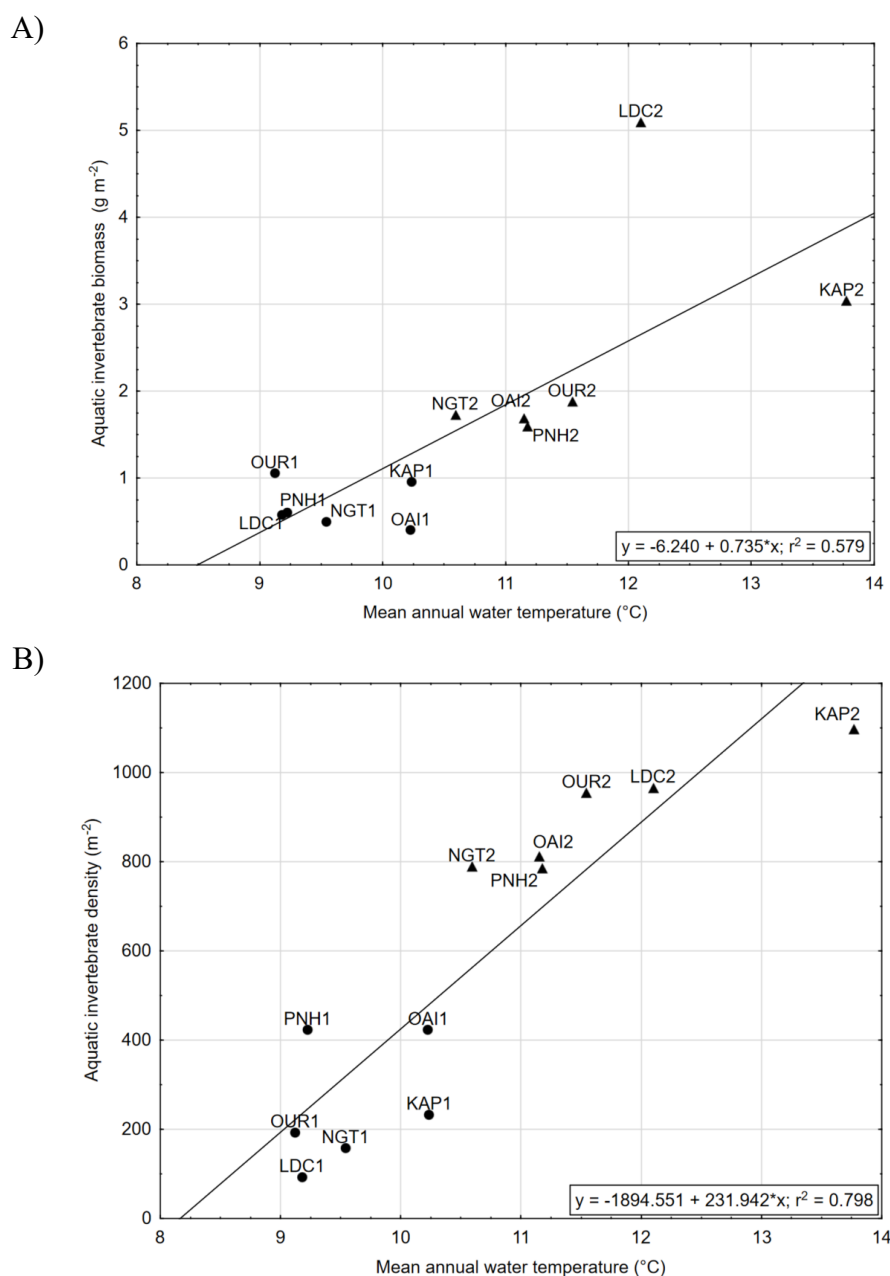 A)
6
5
4
3
2
1
0
Aquatic invertebrate biomass (g m⁻²)
LDC2
KAP2
NGT2
OAI2
OUR2
PNH2
OUR1
PNH1
LDC1
NGT1
KAP1
OAI1
y = -6.240 + 0.735*x; r² = 0.579
8 9 10 11 12 13 14
Mean annual water temperature (°C)
B)
1200
1000
800
600
400
200
0
Aquatic invertebrate density (m⁻²)
KAP2
OUR2
LDC2
NGT2
OAI2
PNH2
PNH1
OAI1
KAP1
OUR1
NGT1
LDC1
y = -1894.551 + 231.942*x; r² = 0.798
8 9 10 11 12 13 14
Mean annual water temperature (°C)